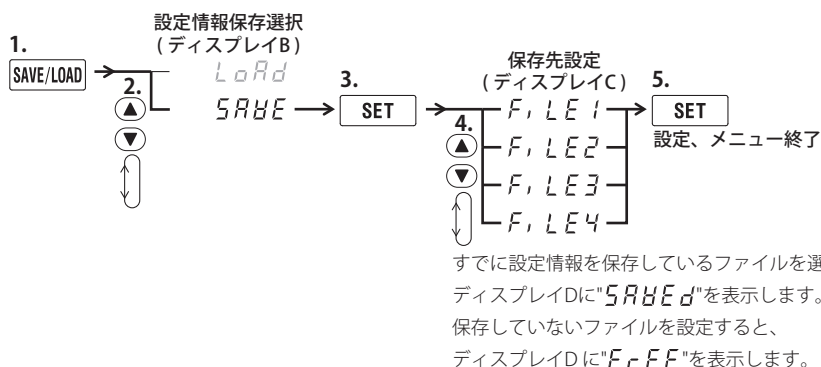 設定情報保存選択
( ディスプレイB )
1.
SAVE/LOAD
2.
LoAd
SAVE
3.
SET
保存先設定
( ディスプレイC )
4.
FiLE1
FiLE2
FiLE3
FiLE4
5.
SET
設定、メニュー終了
すでに設定情報を保存しているファイルを選
ディスプレイDに"SAVEd"を表示します。
保存していないファイルを設定すると、
ディスプレイD に"FrEE"を表示します。